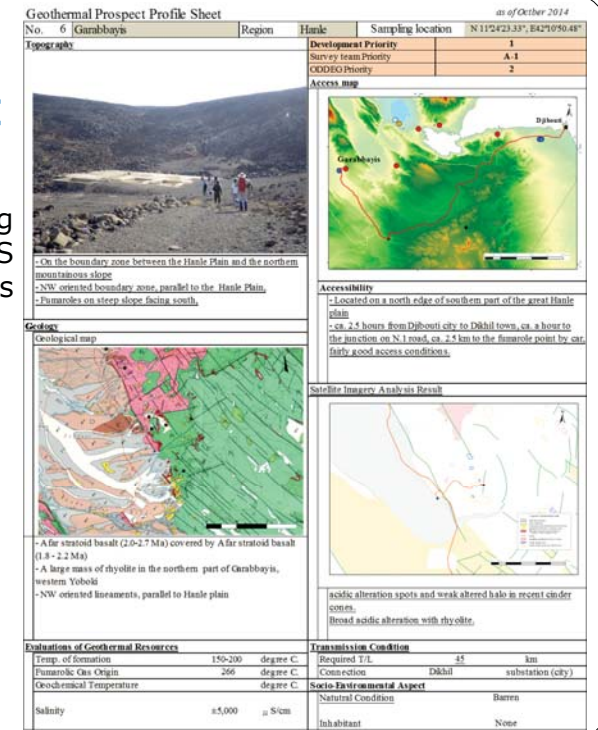 Geothermal Prospect Profile Sheet
as of Octber 2014
No. 6 Garabbayis Region Hanle Sampling location N 11°24'23.33", E42°10'50.48"
ng
S
s
Topography
- On the boundary zone between the Hanle Plain and the northern
mountainous slope
- NW oriented boundary zone, parallel to the Hanle Plain,
- Fumaroles on steep slope facing south,
Geology
Geological map
- Afar stratoid basalt (2.0-2.7 Ma) covered by Afar stratoid basalt
(1.8 - 2.2 Ma)
- A large mass of rhyolite in the northern part of Garabbayis,
western Yoboki
- NW oriented lineaments, parallel to Hanle plain
Evaluations of Geothermal Resources
Temp. of formation 150-200 degree C.
Fumarolic Gas Origin 266 degree C.
Geochemical Temperature degree C.
Salinity ±5,000 μ S/cm
Development Priority 1
Survey team Priority A-1
ODDEG Priority 2
Access map
Djibouti
Garabbayis
Accessibility
- Located on a north edge of southern part of the great Hanle
plain
- ca. 2.5 hours from Djibouti city to Dikhil town, ca. a hour to
the junction on N.1 road, ca. 2.5 km to the fumarole point by car,
fairly good access conditions.
Satellite Imagery Analysis Result
acidic alteration spots and weak altered halo in recent cinder
cones.
Broad acidic alteration with rhyolite.
Transmission Condition
Required T/L 45 km
Connection Dikhil substation (city)
Socio-Environmental Aspect
Natutral Condition Barren
Inhabitant None